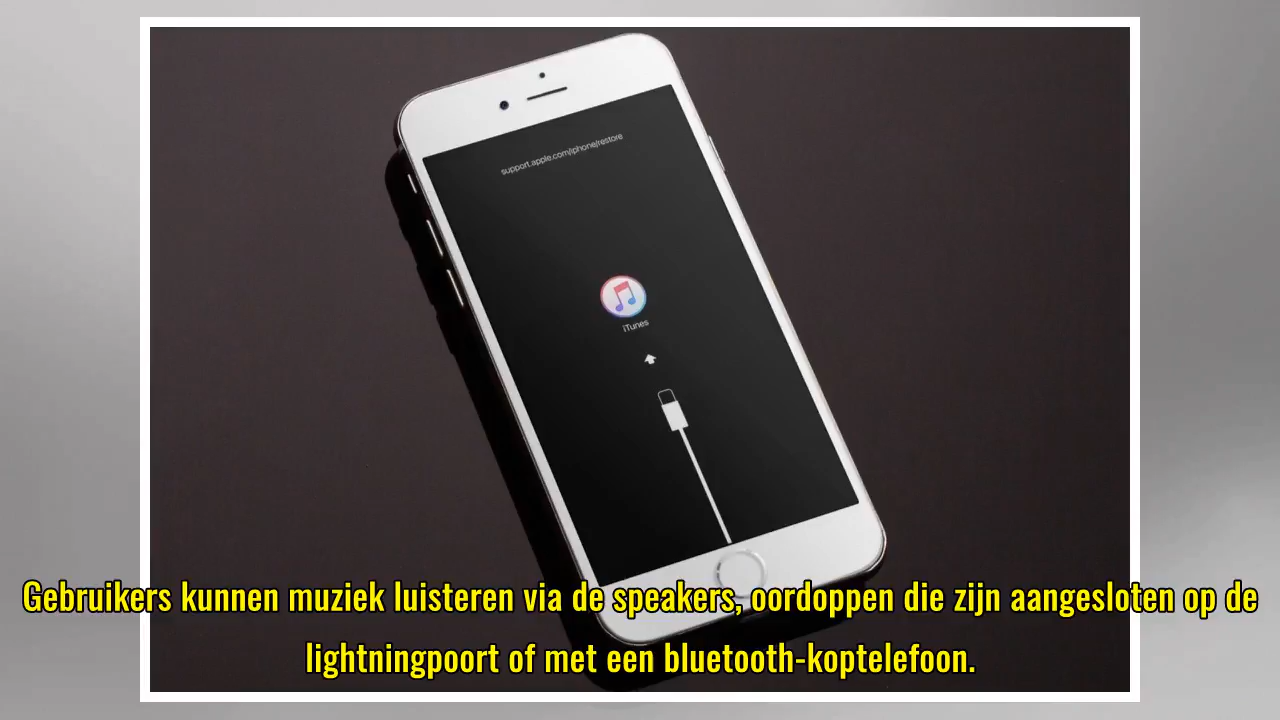 support.apple.com/iphone/restore
iTunes
Gebruikers kunnen muziek luisteren via de speakers, oordoppen die zijn aangesloten op de
lightningpoort of met een bluetooth-koptelefoon.